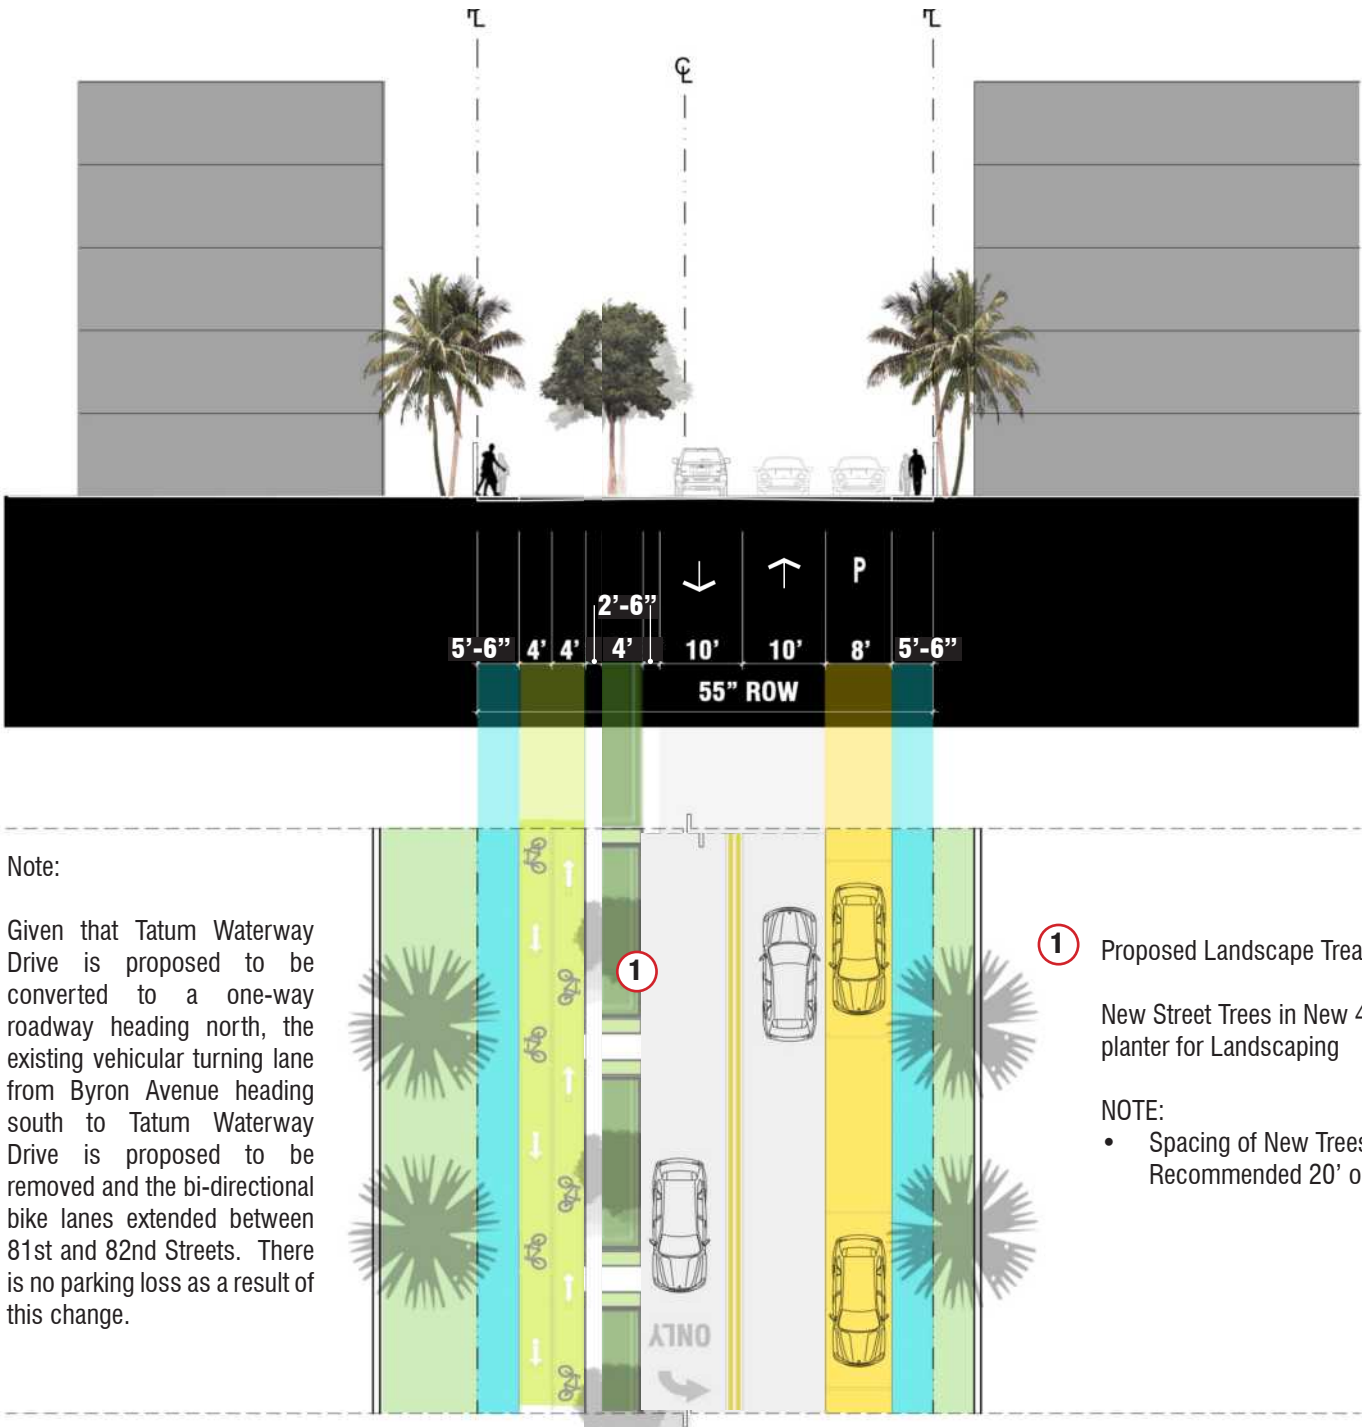 PL
PL
CL
P
2’-6”
5’-6”
4’
4’
4’
10’
10’
8’
5’-6”
55” ROW
Note:
Given that Tatum Waterway
Drive is proposed to be
converted to a one-way
roadway heading north, the
existing vehicular turning lane
from Byron Avenue heading
south to Tatum Waterway
Drive is proposed to be
removed and the bi-directional
bike lanes extended between
81st and 82nd Streets. There
is no parking loss as a result of
this change.
1
ONLY
1
Proposed Landscape
New Street Trees in New 4
planter for Landscaping
NOTE:
• Spacing of New Trees
Recommended 20’